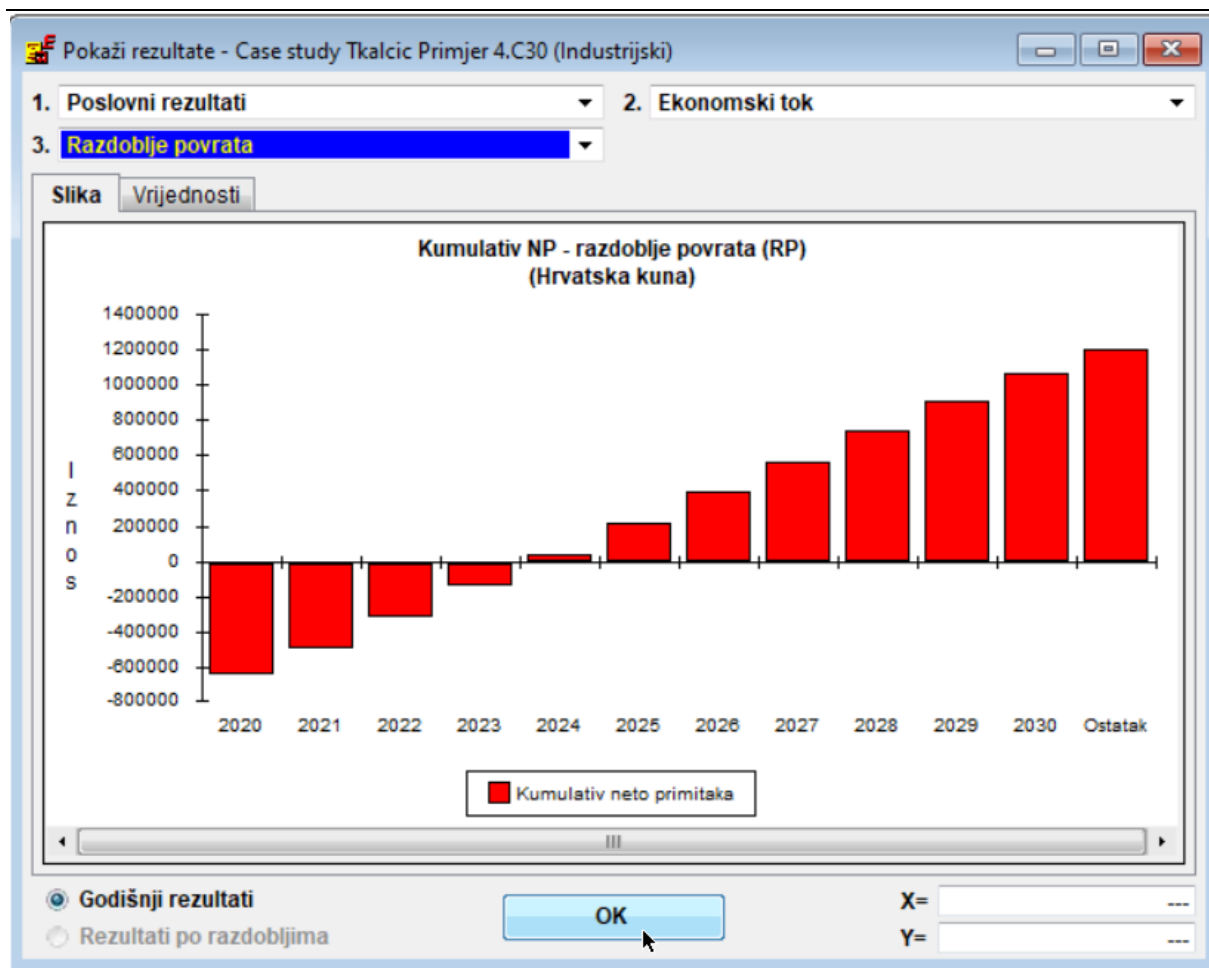 Pokaži rezultate - Case study Tkalcic Primjer 4.C30 (Industrijski)
1. Poslovni rezultati
2. Ekonomski tok
3. Razdoblje povrata
Slika Vrijednosti
Kumulativ NP - razdoblje povrata (RP)
(Hrvatska kuna)
Iznos
1400000
1200000
1000000
800000
600000
400000
200000
0
-200000
-400000
-600000
-800000
2020 2021 2022 2023 2024 2025 2026 2027 2028 2029 2030 Ostatak
Kumulativ neto primitaka
Godišnji rezultati
Rezultati po razdobljima
OK
X= ---
Y= ---